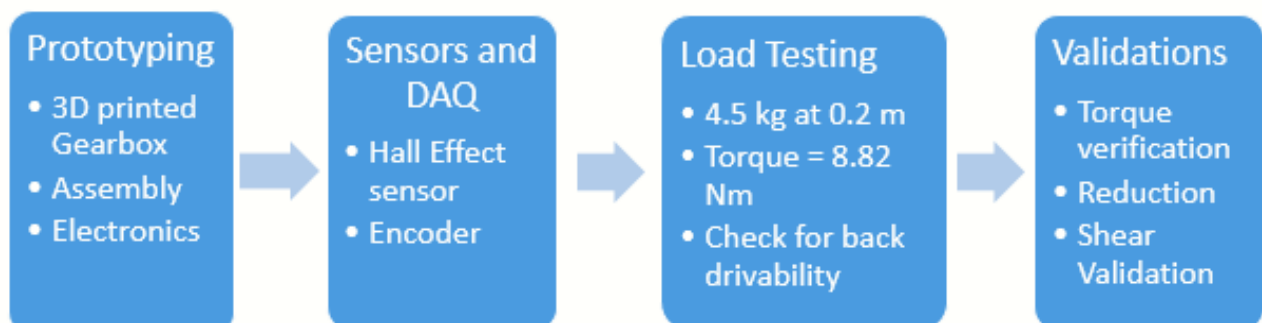 Prototyping
• 3D printed
Gearbox
• Assembly
• Electronics
Sensors and
DAQ
• Hall Effect
sensor
• Encoder
Load Testing
• 4.5 kg at 0.2 m
• Torque = 8.82
Nm
• Check for back
drivability
Validations
• Torque
verification
• Reduction
• Shear
Validation